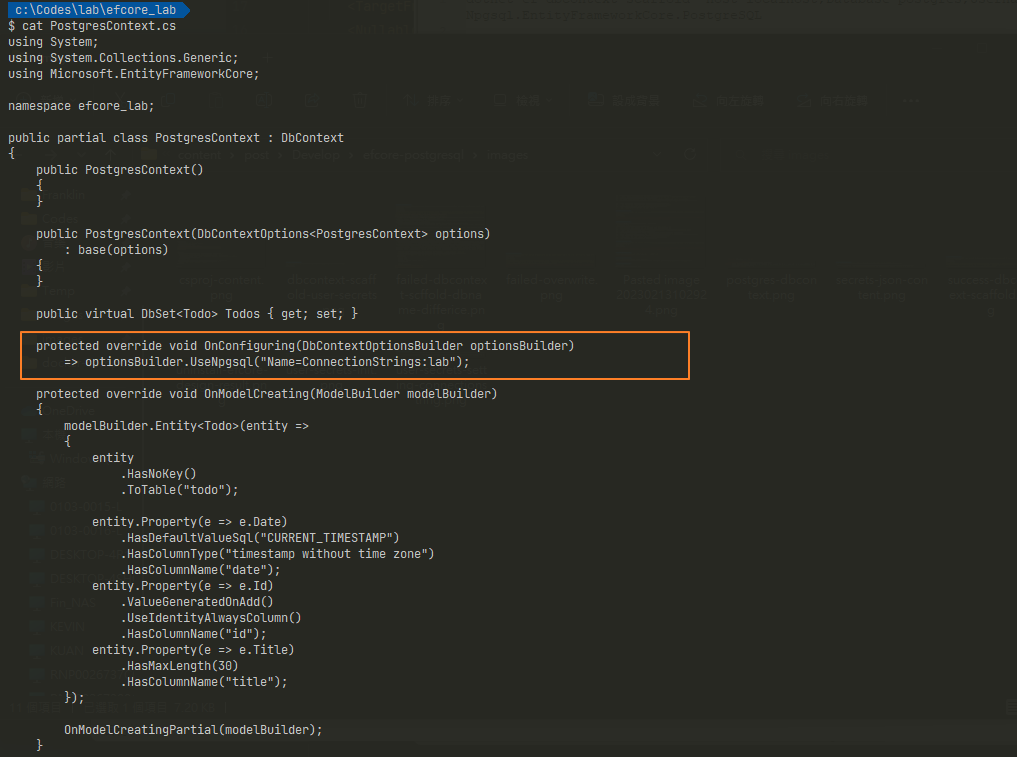 c:\Codes\lab\efcore_lab
$ cat PostgresContext.cs
using System;
using System.Collections.Generic;
using Microsoft.EntityFrameworkCore;

namespace efcore_lab;

public partial class PostgresContext : DbContext
{
    public PostgresContext()
    {
    }

    public PostgresContext(DbContextOptions<PostgresContext> options)
        : base(options)
    {
    }

    public virtual DbSet<Todo> Todos { get; set; }

    protected override void OnConfiguring(DbContextOptionsBuilder optionsBuilder)
        => optionsBuilder.UseNpgsql("Name=ConnectionStrings:lab");

    protected override void OnModelCreating(ModelBuilder modelBuilder)
    {
        modelBuilder.Entity<Todo>(entity =>
        {
            entity
                .HasNoKey()
                .ToTable("todo");

            entity.Property(e => e.Date)
                .HasDefaultValueSql("CURRENT_TIMESTAMP")
                .HasColumnType("timestamp without time zone")
                .HasColumnName("date");
            entity.Property(e => e.Id)
                .ValueGeneratedOnAdd()
                .UseIdentityAlwaysColumn()
                .HasColumnName("id");
            entity.Property(e => e.Title)
                .HasMaxLength(30)
                .HasColumnName("title");
        });

        OnModelCreatingPartial(modelBuilder);
    }